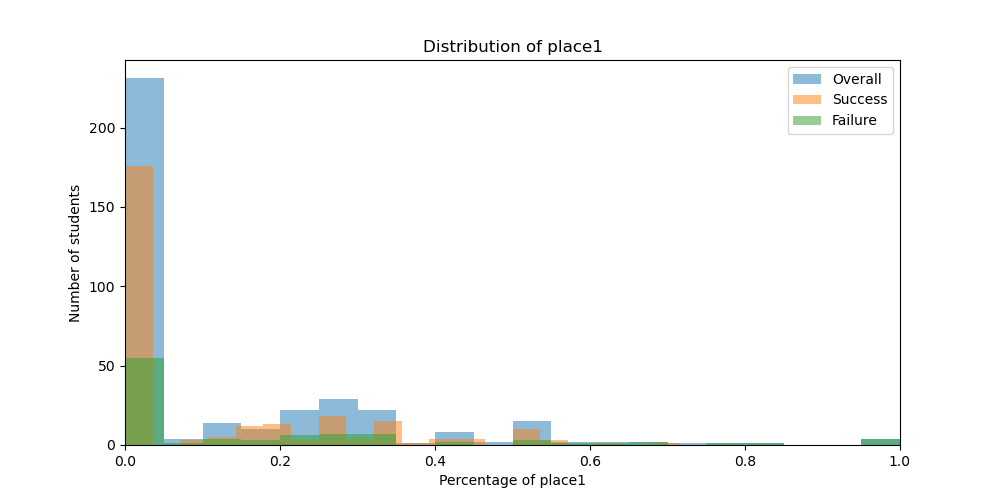 Distribution of place1
Overall
Success
Failure
Number of students
200
150
100
50
0
0.0
0.2
0.4
0.6
0.8
1.0
Percentage of place1